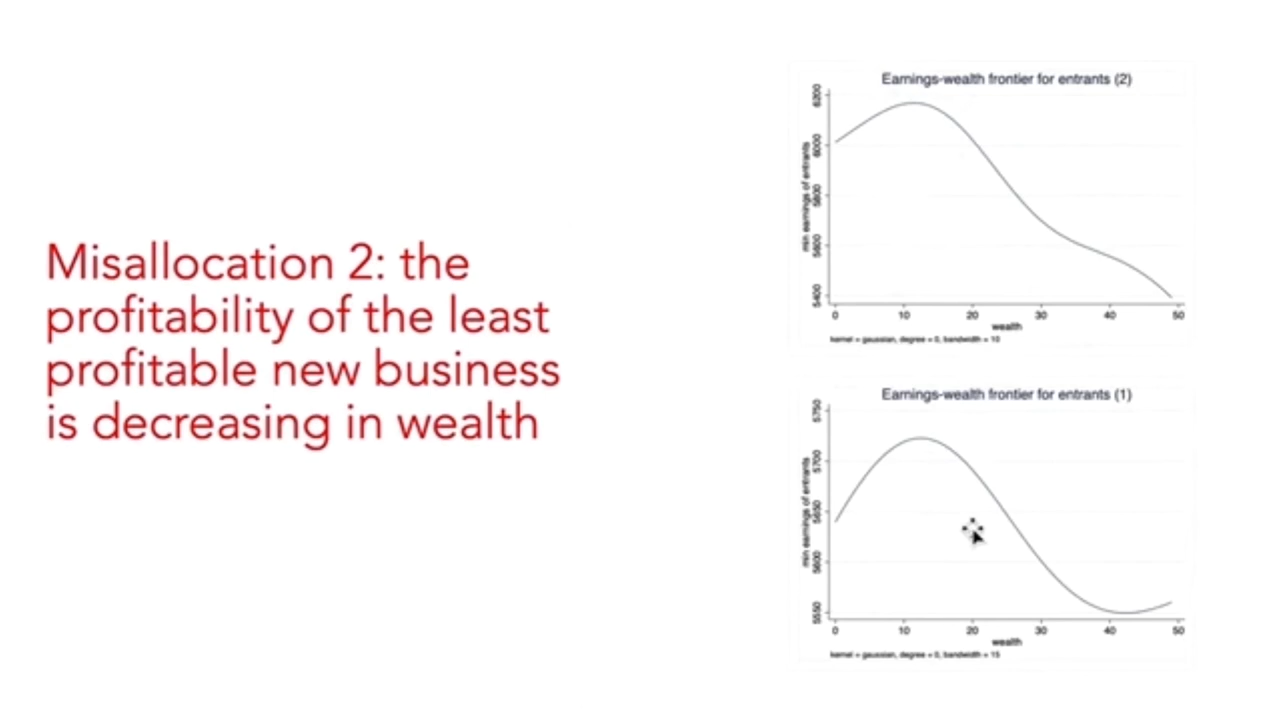 Misallocation 2: the
profitability of the least
profitable new business
is decreasing in wealth
Earnings-wealth frontier for entrants (2)
min earnings of entrants
6200
6000
5800
5600
5400
0 10 20 30 40 50
wealth
kernel = gaussian, degree = 0, bandwidth = 10
Earnings-wealth frontier for entrants (1)
min earnings of entrants
5750
5700
5650
5600
5550
0 10 20 30 40 50
wealth
kernel = gaussian, degree = 0, bandwidth = 15